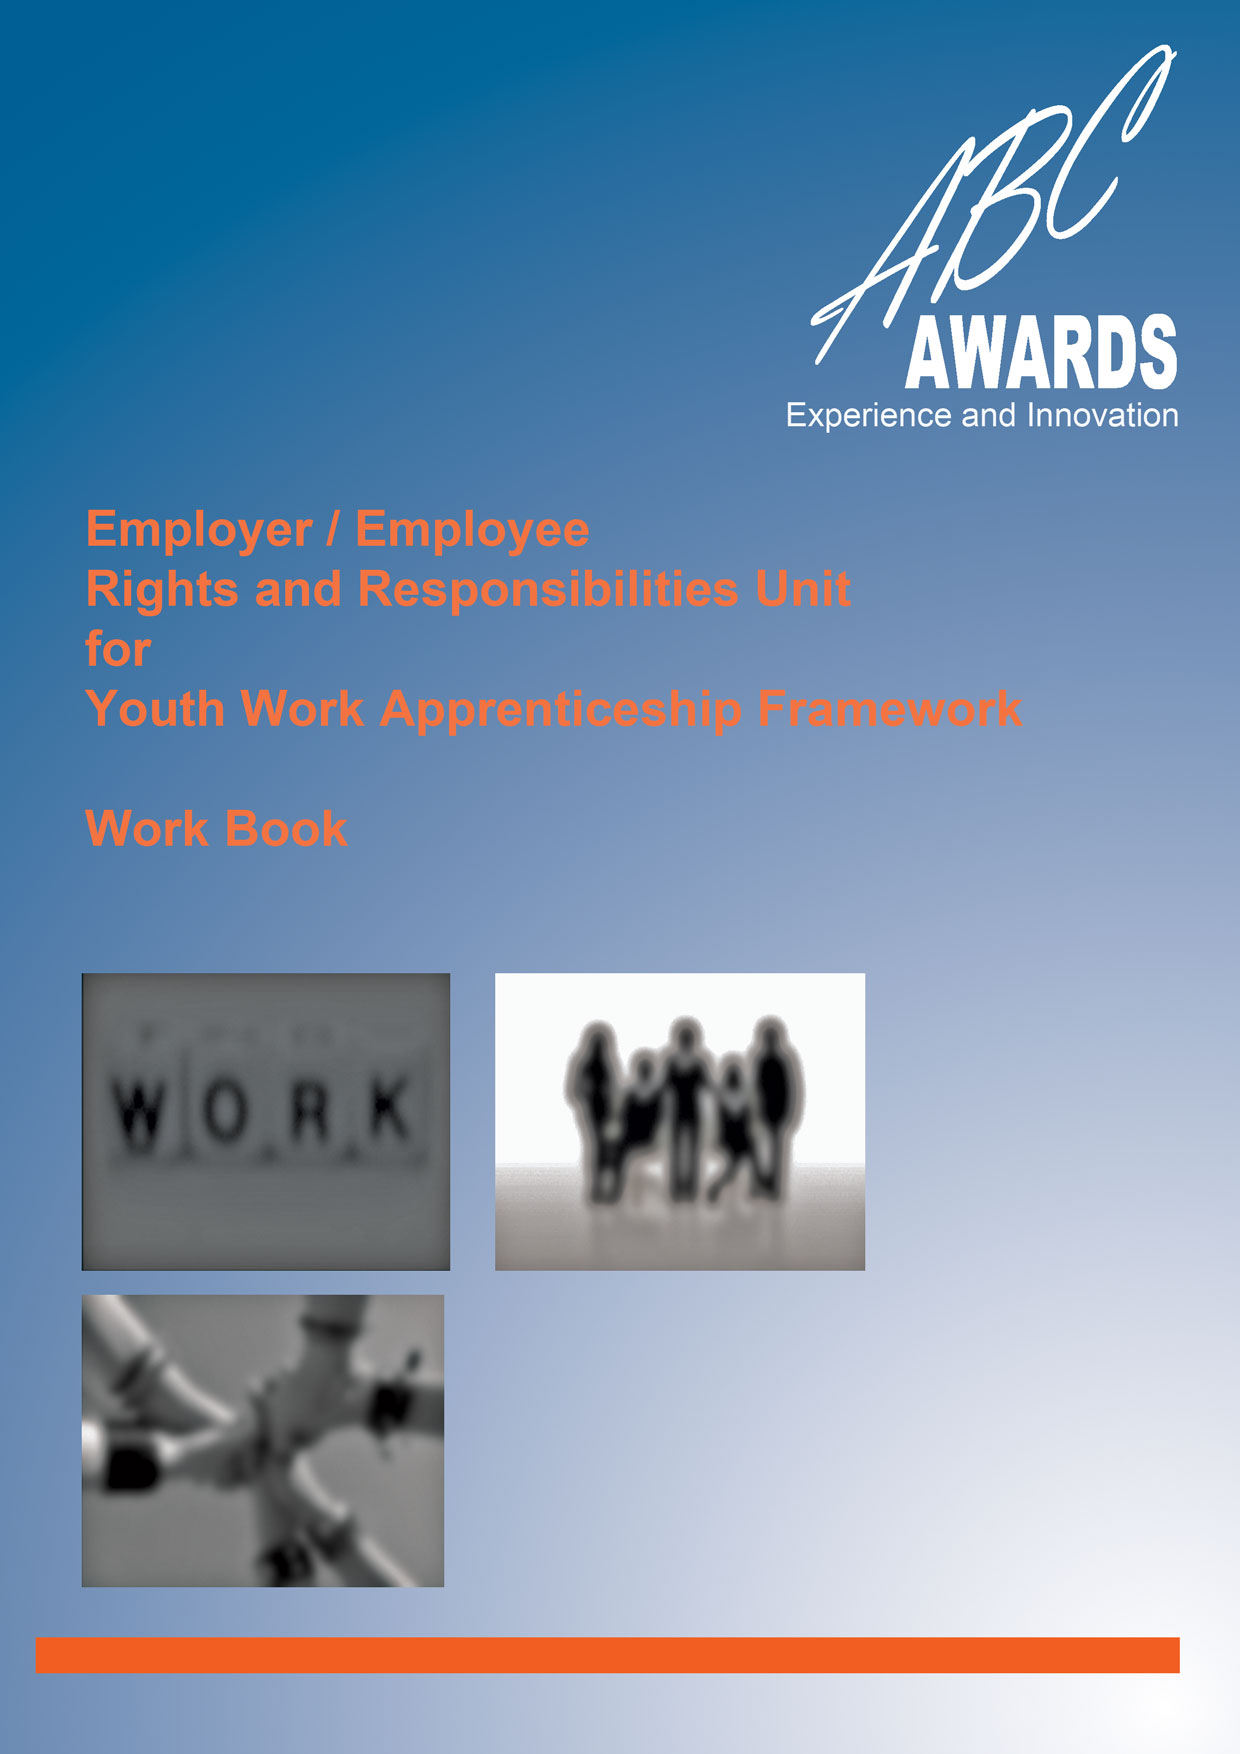 ABC
AWARDS
Experience and Innovation
Employer / Employee
Rights and Responsibilities Unit
for
Youth Work Apprenticeship Framework
Work Book
WORK